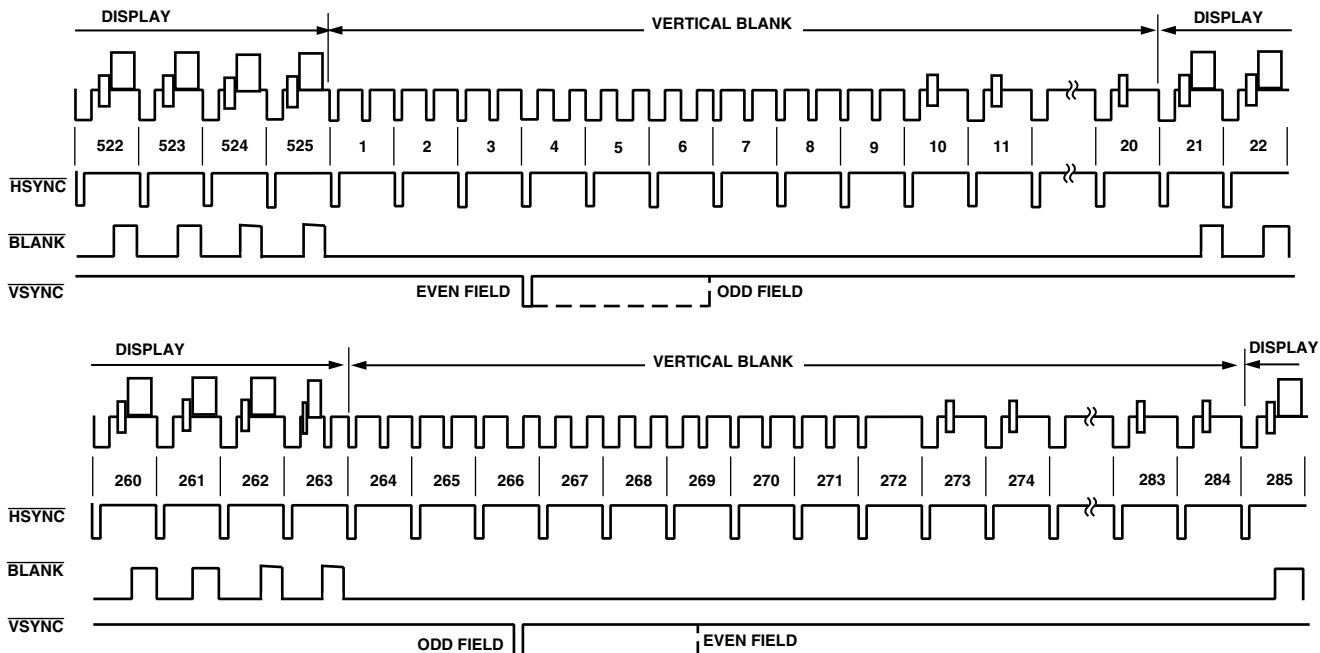 DISPLAY VERTICAL BLANK DISPLAY
522 523 524 525 1 2 3 4 5 6 7 8 9 10 11 20 21 22
HSYNC
BLANK
VSYNC
EVEN FIELD ODD FIELD
DISPLAY VERTICAL BLANK DISPLAY
260 261 262 263 264 265 266 267 268 269 270 271 272 273 274 283 284 285
HSYNC
BLANK
VSYNC
ODD FIELD EVEN FIELD